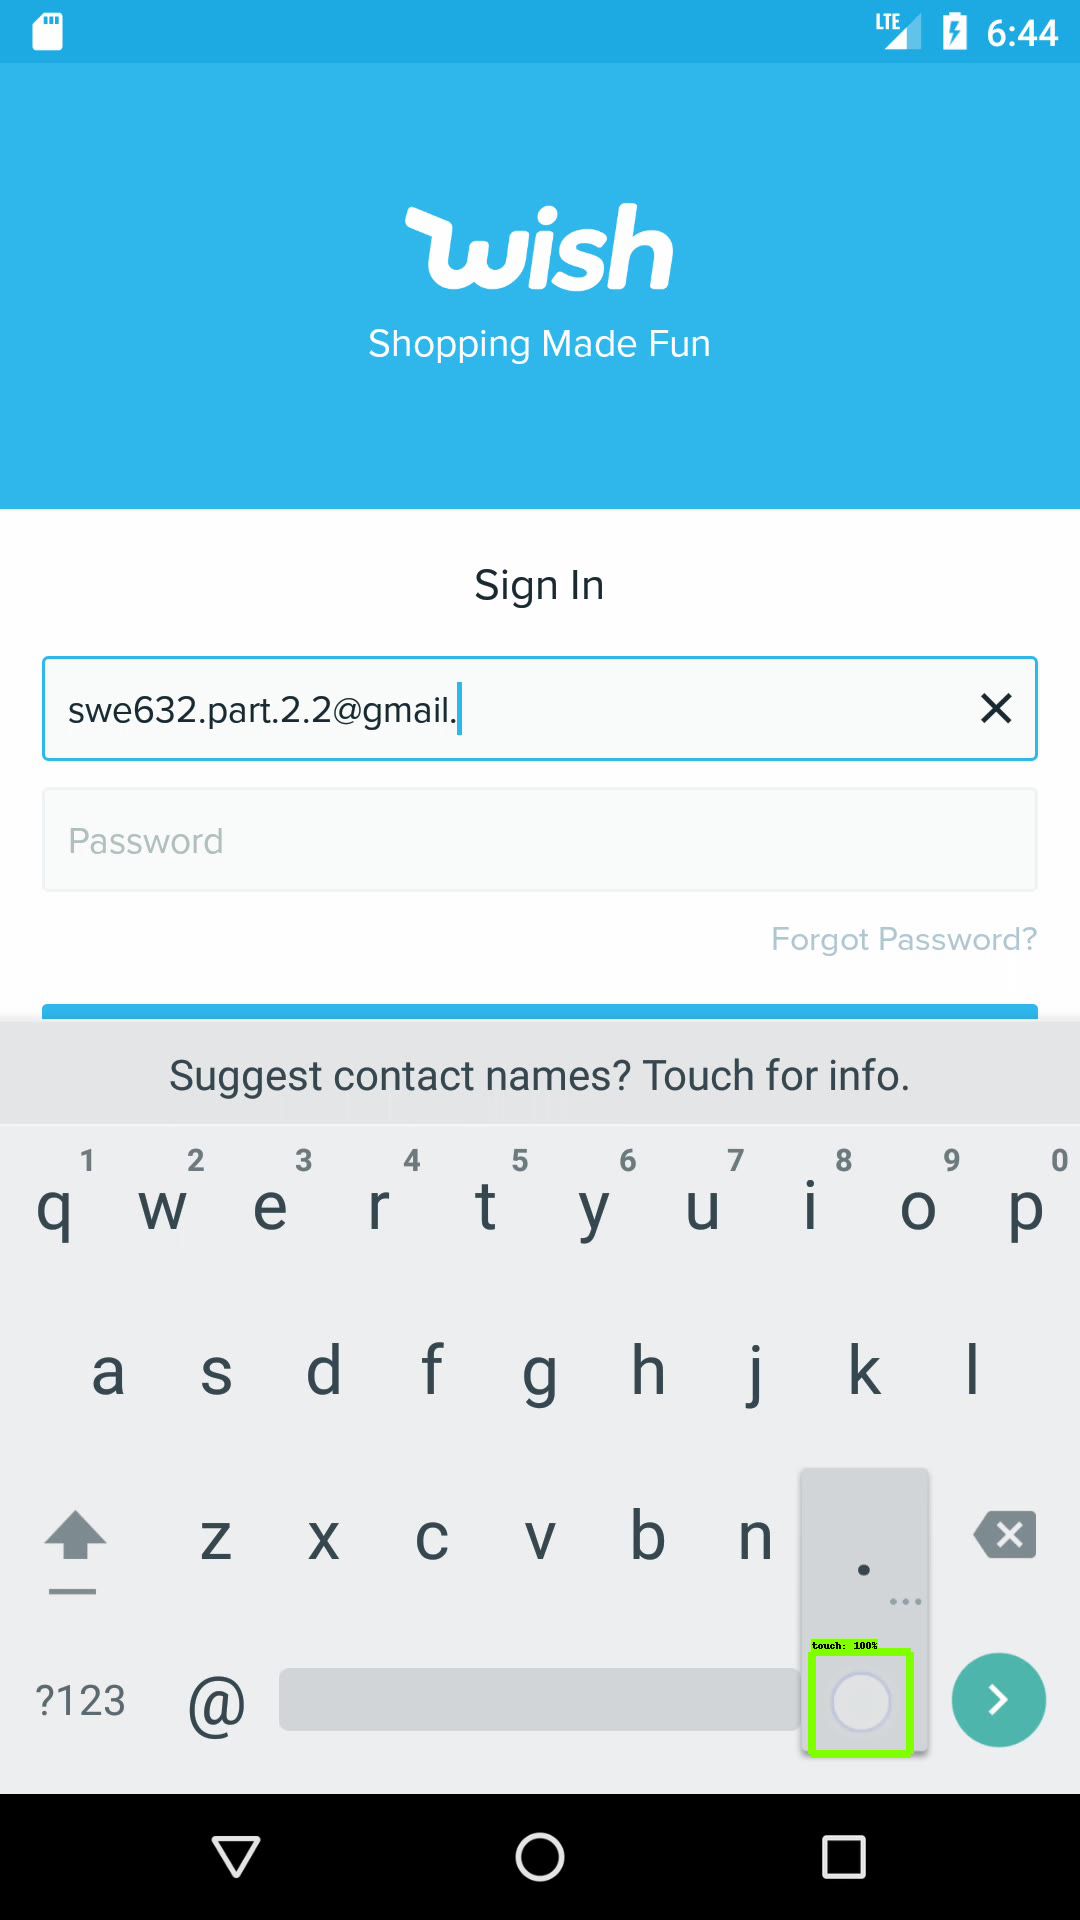 LTE 6:44
wish
Shopping Made Fun
Sign In
swe632.part.2.2@gmail.
Password
Forgot Password?
Suggest contact names? Touch for info.
1 2 3 4 5 6 7 8 9 0
q w e r t y u i o p
a s d f g h j k l
z x c v b n .
...
touch: 100%
?123 @